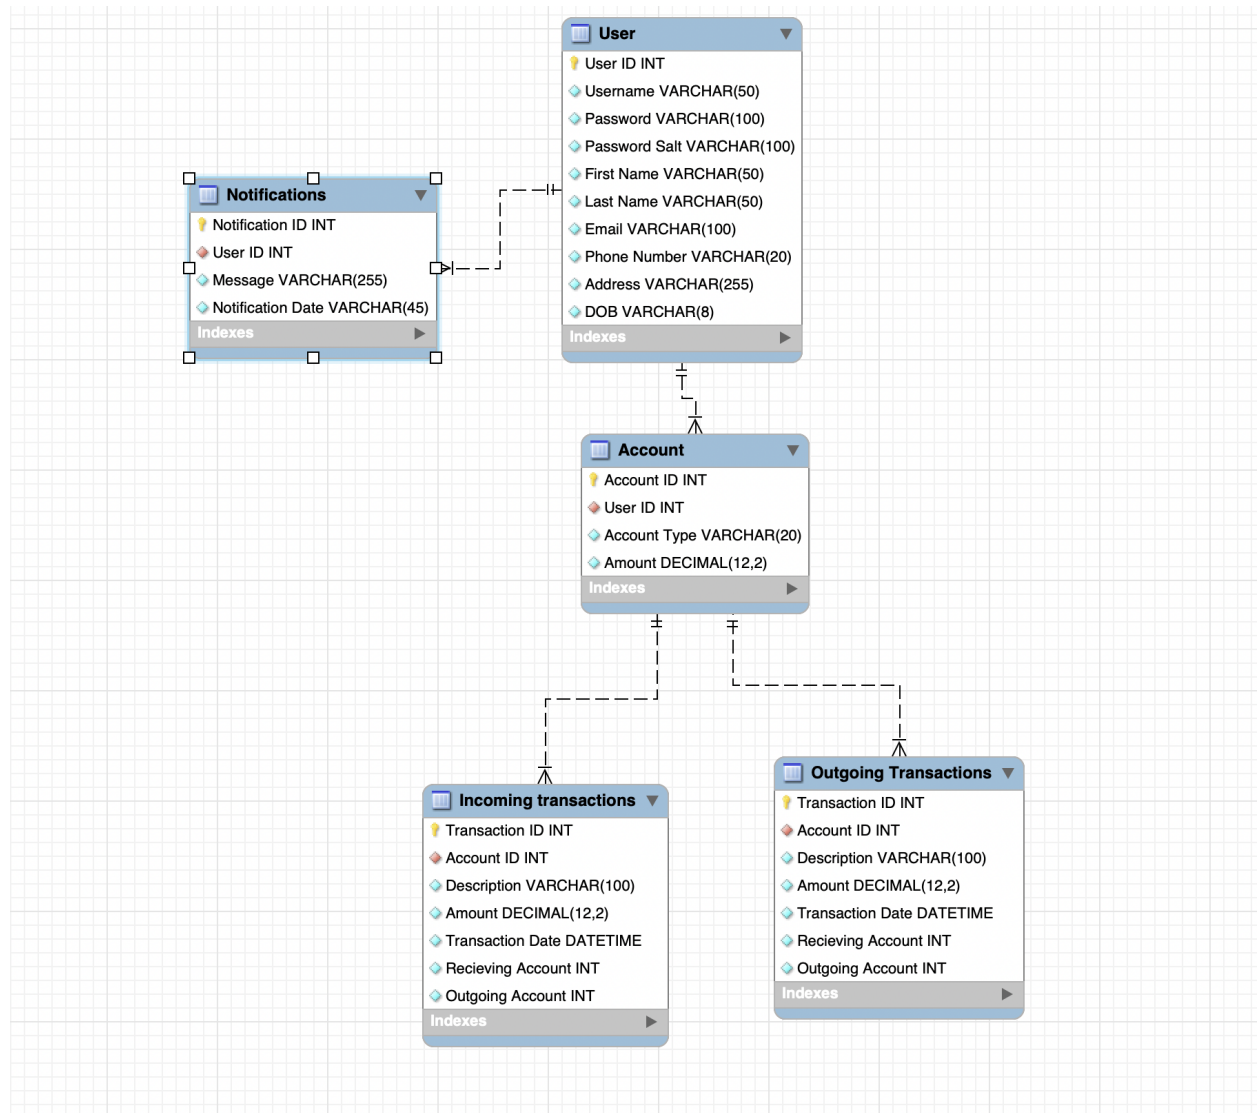 User
User ID INT
Username VARCHAR(50)
Password VARCHAR(100)
Password Salt VARCHAR(100)
First Name VARCHAR(50)
Last Name VARCHAR(50)
Email VARCHAR(100)
Phone Number VARCHAR(20)
Address VARCHAR(255)
DOB VARCHAR(8)
Indexes
Notifications
Notification ID INT
User ID INT
Message VARCHAR(255)
Notification Date VARCHAR(45)
Indexes
Account
Account ID INT
User ID INT
Account Type VARCHAR(20)
Amount DECIMAL(12,2)
Indexes
Incoming transactions
Transaction ID INT
Account ID INT
Description VARCHAR(100)
Amount DECIMAL(12,2)
Transaction Date DATETIME
Recieving Account INT
Outgoing Account INT
Indexes
Outgoing Transactions
Transaction ID INT
Account ID INT
Description VARCHAR(100)
Amount DECIMAL(12,2)
Transaction Date DATETIME
Recieving Account INT
Outgoing Account INT
Indexes